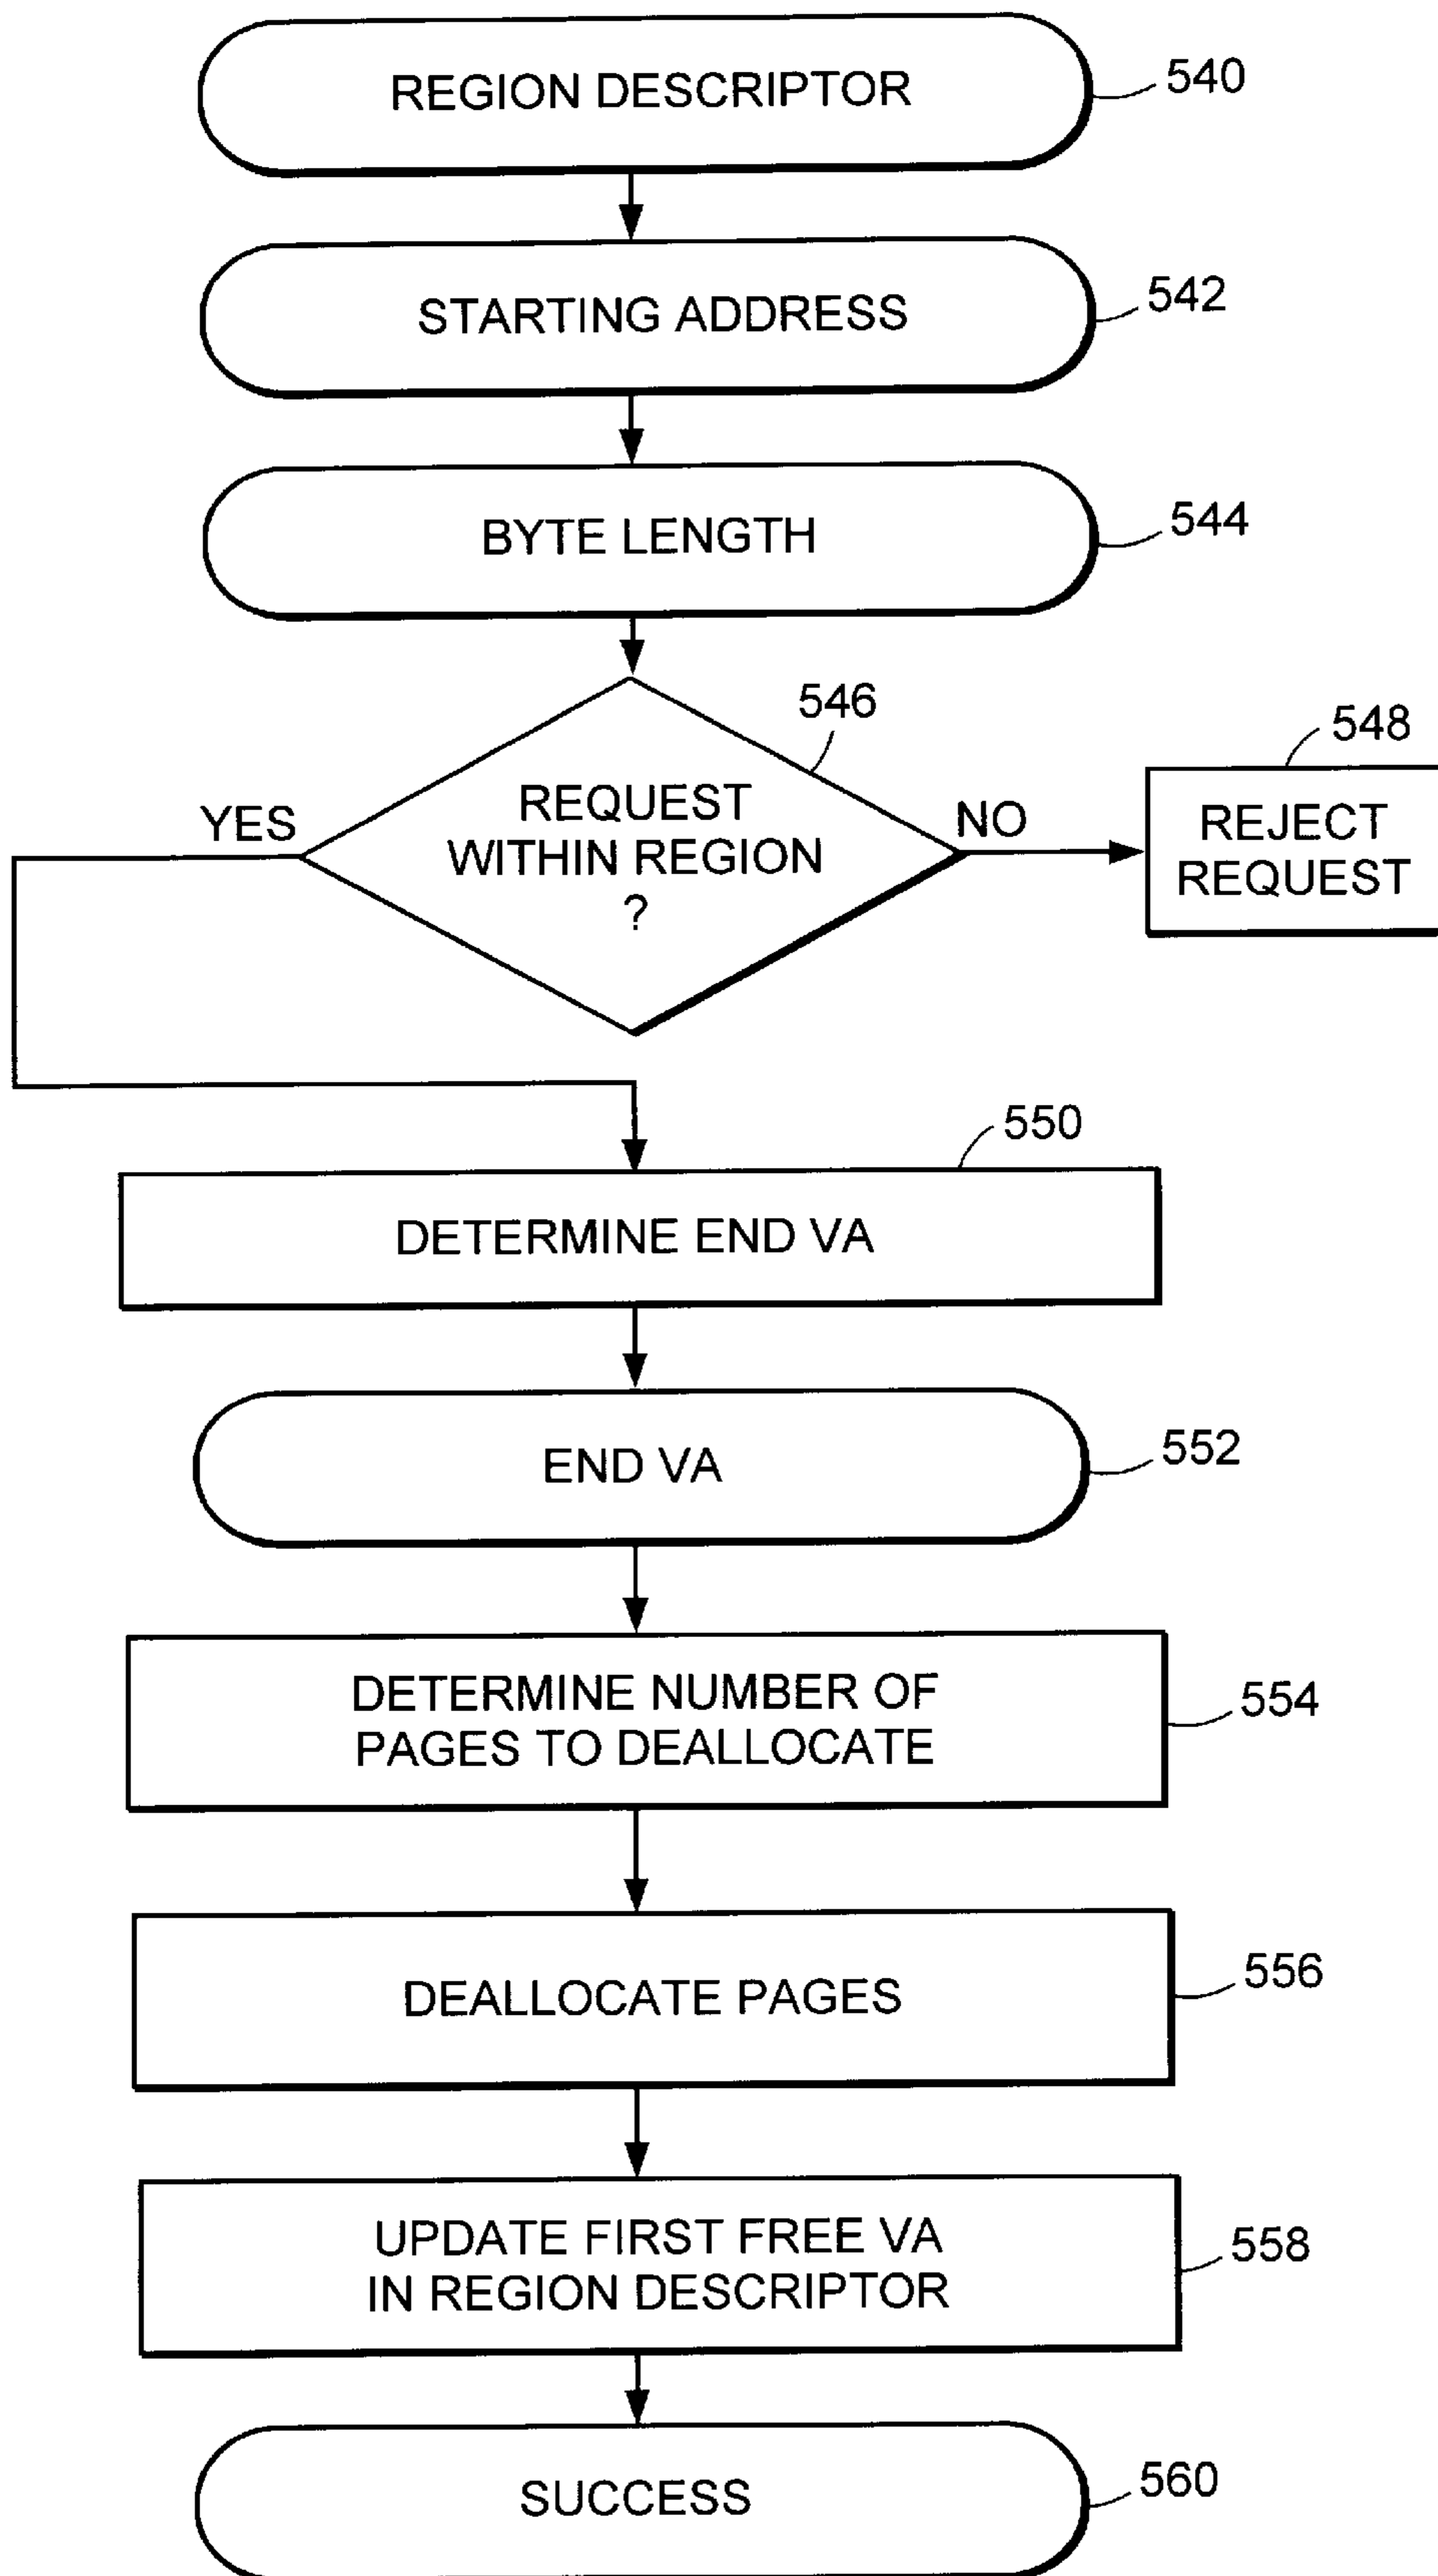 REGION DESCRIPTOR
540
STARTING ADDRESS
542
BYTE LENGTH
544
546
548
YES
REQUEST
WITHIN REGION
?
NO
REJECT
REQUEST
550
DETERMINE END VA
END VA
552
DETERMINE NUMBER OF
PAGES TO DEALLOCATE
554
DEALLOCATE PAGES
556
UPDATE FIRST FREE VA
IN REGION DESCRIPTOR
558
SUCCESS
560